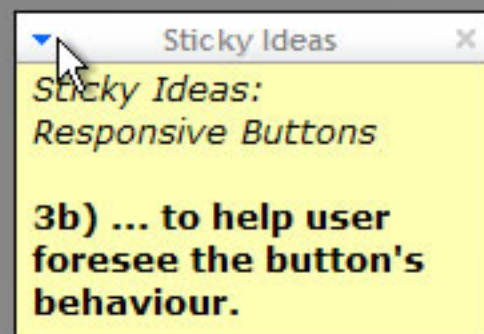 Sticky Ideas
Sticky Ideas:
Responsive Buttons
3b) ... to help user
foresee the button's
behaviour.